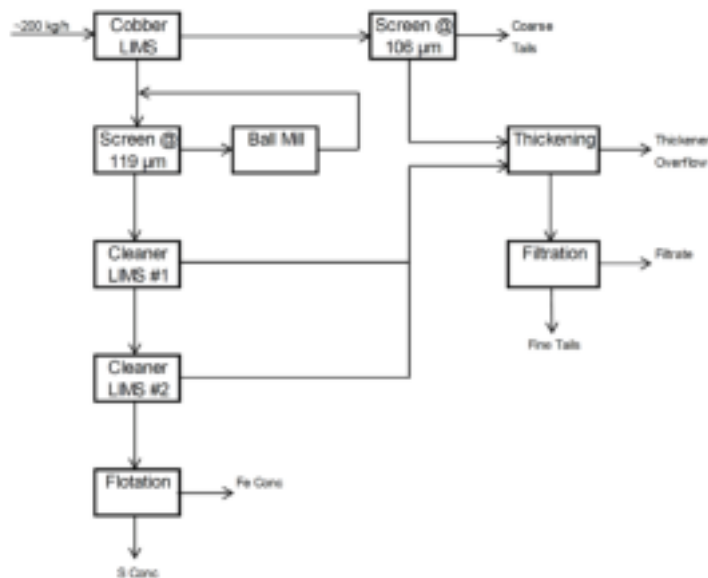 ~200 kg/h
Cobber
LIMS
Screen @
106 µm
Coarse
Tails
Screen @
119 µm
Ball Mill
Thickening
Thickener
Overflow
Cleaner
LIMS #1
Filtration
Filtrate
Fine Tails
Cleaner
LIMS #2
Flotation
Fe Conc
S Conc